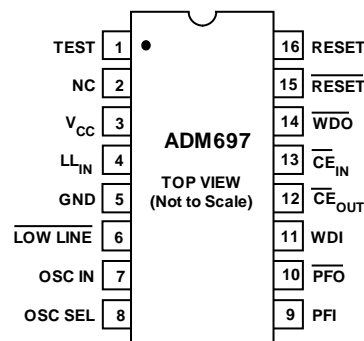 TEST 1 16 RESET
NC 2 15 RESET
VCC 3 14 WDO
ADM697
LLIN 4 13 CEIN
TOP VIEW
(Not to Scale)
GND 5 12 CEOUT
LOW LINE 6 11 WDI
OSC IN 7 10 PFO
OSC SEL 8 9 PFI